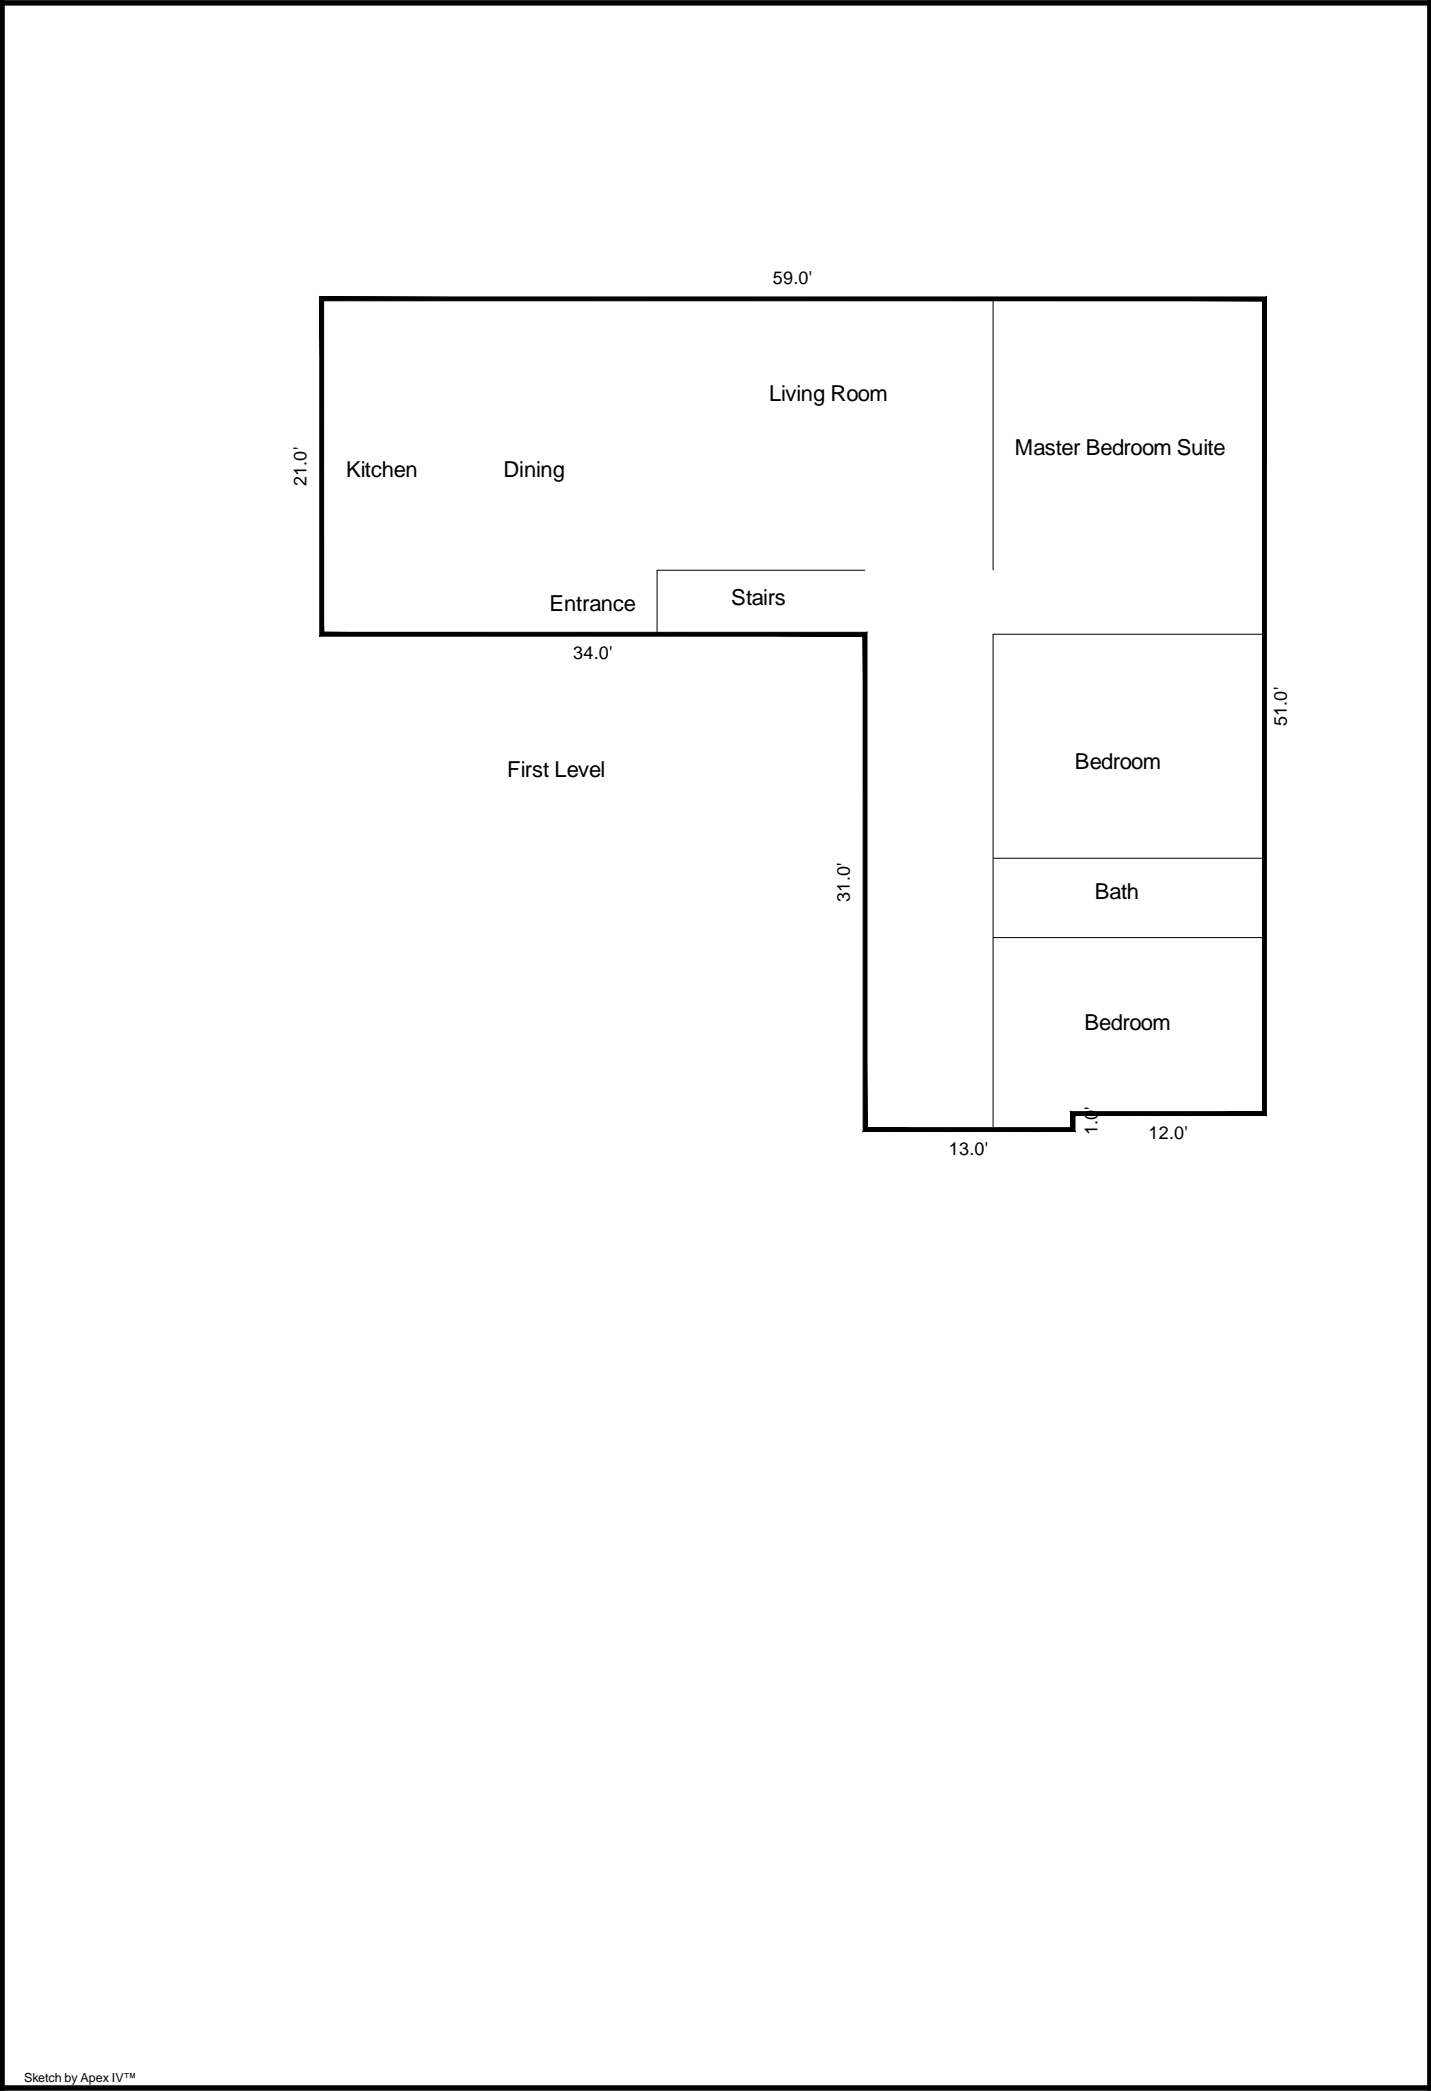 59.0'
Living Room
Master Bedroom Suite
21.0'
Kitchen
Dining
Entrance
Stairs
34.0'
51.0'
First Level
Bedroom
31.0'
Bath
Bedroom
1.0'
12.0'
13.0'
Sketch by Apex IV™